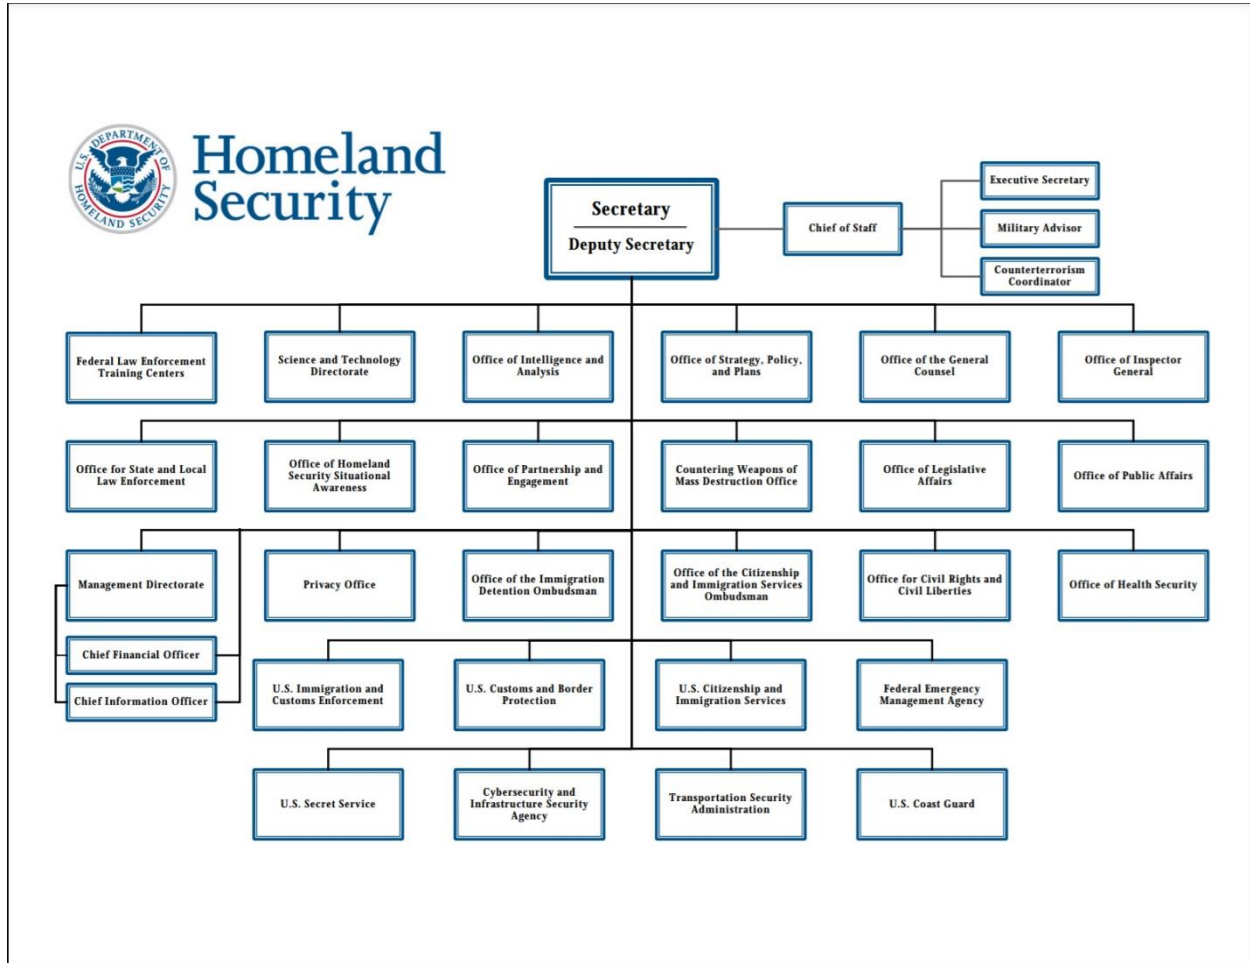 U.S. DEPARTMENT OF
HOMELAND SECURITY
Homeland
Security
Secretary
Deputy Secretary
Chief of Staff
Executive Secretary
Military Advisor
Counterterrorism
Coordinator
Federal Law Enforcement
Training Centers
Science and Technology
Directorate
Office of Intelligence and
Analysis
Office of Strategy, Policy,
and Plans
Office of the General
Counsel
Office of Inspector
General
Office for State and Local
Law Enforcement
Office of Homeland
Security Situational
Awareness
Office of Partnership and
Engagement
Countering Weapons of
Mass Destruction Office
Office of Legislative
Affairs
Office of Public Affairs
Management Directorate
Chief Financial Officer
Chief Information Officer
Privacy Office
Office of the Immigration
Detention Ombudsman
Office of the Citizenship
and Immigration Services
Ombudsman
Office for Civil Rights and
Civil Liberties
Office of Health Security
U.S. Immigration and
Customs Enforcement
U.S. Customs and Border
Protection
U.S. Citizenship and
Immigration Services
Federal Emergency
Management Agency
U.S. Secret Service
Cybersecurity and
Infrastructure Security
Agency
Transportation Security
Administration
U.S. Coast Guard